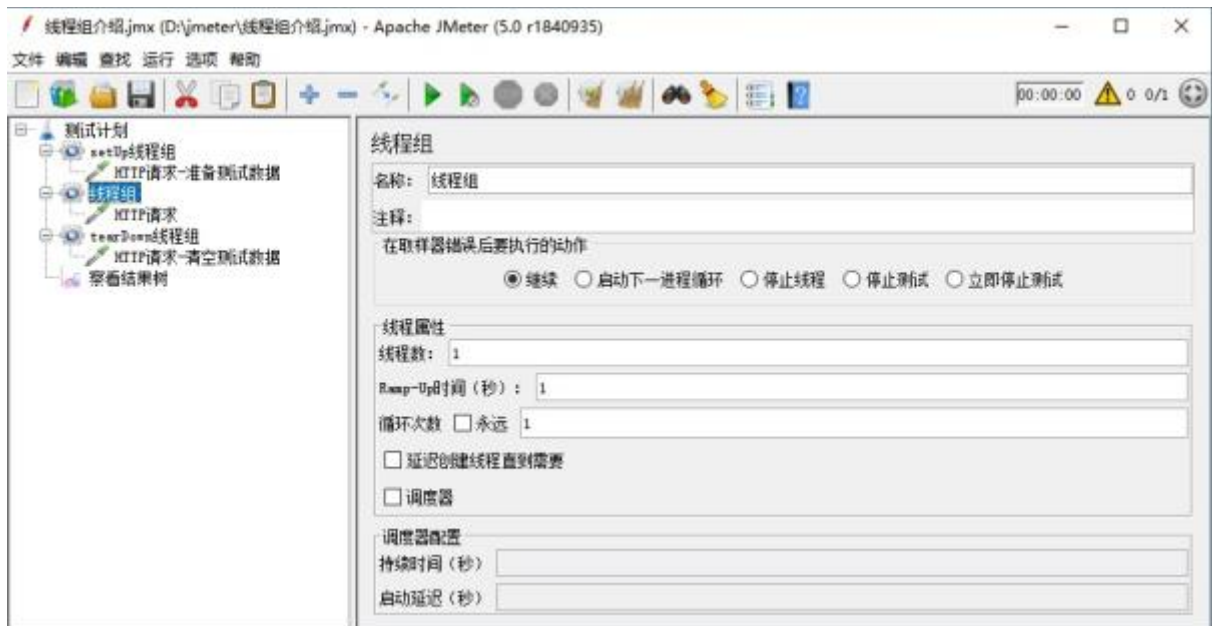 线程组介绍.jmx (D:\jmeter\线程组介绍.jmx) - Apache JMeter (5.0 r1840935)
文件 编辑 查找 运行 选项 帮助
00:00:00 0 0/1
测试计划
setUp线程组
HTTP请求-准备测试数据
线程组
HTTP请求
tearDown线程组
HTTP请求-清空测试数据
察看结果树
线程组
名称： 线程组
注释：
在取样器错误后要执行的动作
继续 启动下一进程循环 停止线程 停止测试 立即停止测试
线程属性
线程数： 1
Ramp-Up时间（秒）： 1
循环次数 永远 1
延迟创建线程直到需要
调度器
调度器配置
持续时间（秒）
启动延迟（秒）